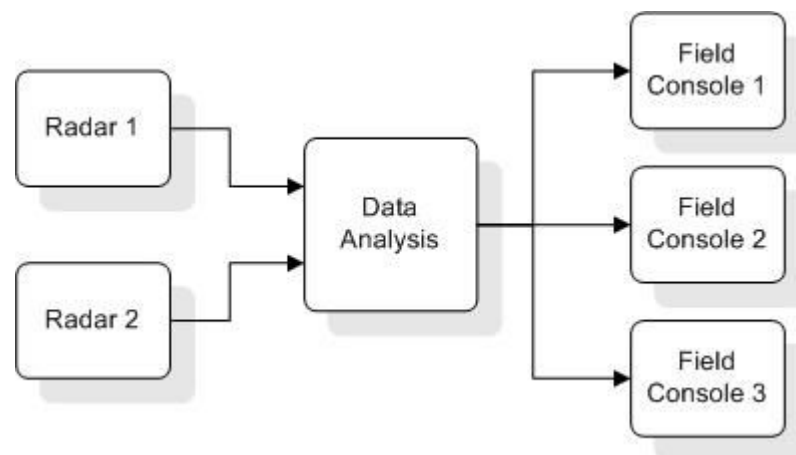 Radar 1
Radar 2
Data
Analysis
Field
Console 1
Field
Console 2
Field
Console 3